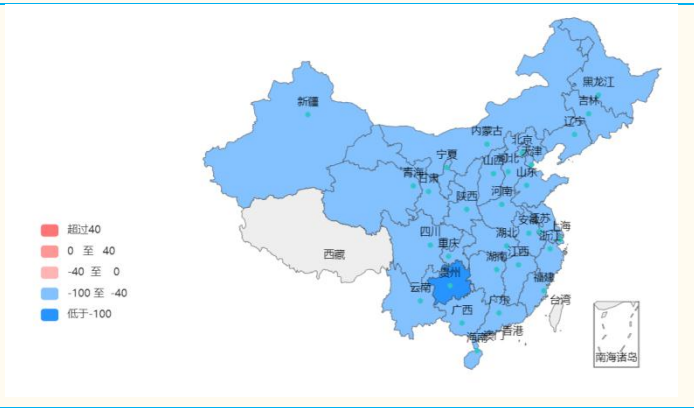 黑龙江
吉林
新疆
辽宁
内蒙古
北京
天津
宁夏
山西
河北
青海
甘肃
山东
陕西
河南
安徽
江苏
上海
四川
湖北
浙江
重庆
江西
湖南
西藏
贵州
福建
云南
台湾
广东
广西
香港
海南
澳门
南海诸岛
超过40
0 至 40
-40 至 0
-100 至 -40
低于-100